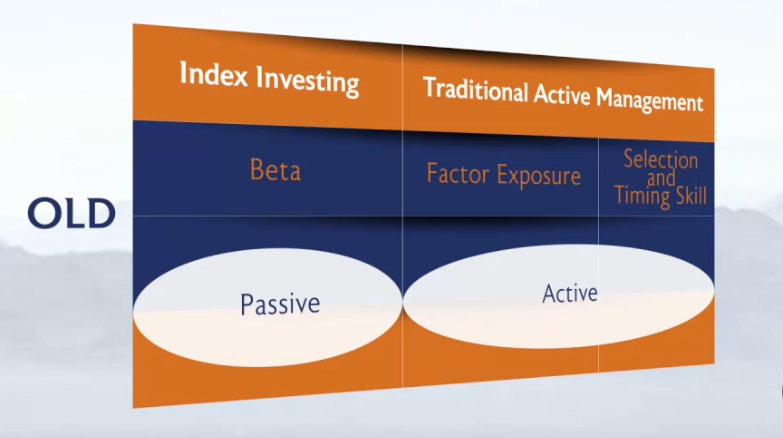 Index Investing
Traditional Active Management
OLD
Beta
Factor Exposure
Selection
and
Timing Skill
Passive
Active